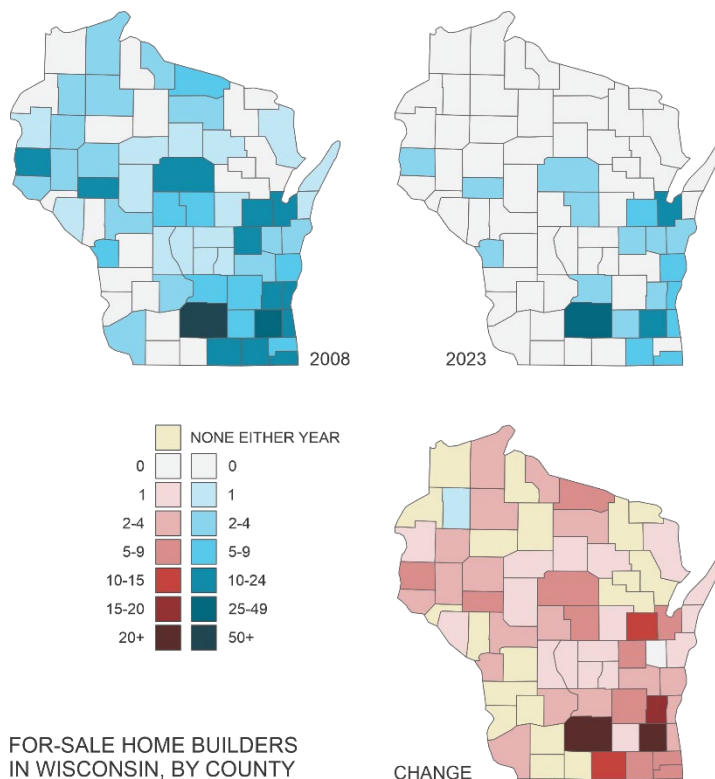 2008
2023
NONE EITHER YEAR
0 0
1 1
2-4 2-4
5-9 5-9
10-15 10-24
15-20 25-49
20+ 50+
FOR-SALE HOME BUILDERS
IN WISCONSIN, BY COUNTY
CHANGE